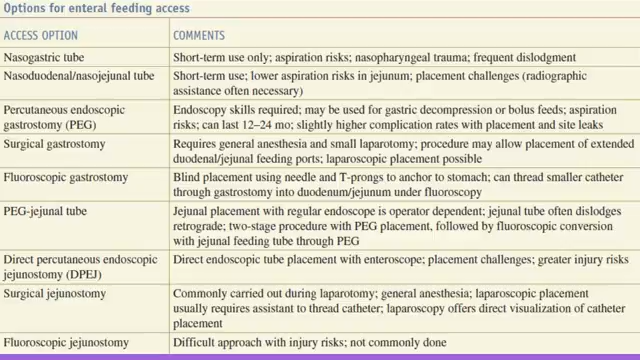 Options for enteral feeding access
ACCESS OPTION COMMENTS
Nasogastric tube Short-term use only; aspiration risks; nasopharyngeal trauma; frequent dislodgment
Nasoduodenal/nasojejunal tube Short-term use; lower aspiration risks in jejunum; placement challenges (radiographic
assistance often necessary)
Percutaneous endoscopic Endoscopy skills required; may be used for gastric decompression or bolus feeds; aspiration
gastrostomy (PEG) risks; can last 12–24 mo; slightly higher complication rates with placement and site leaks
Surgical gastrostomy Requires general anesthesia and small laparotomy; procedure may allow placement of extended
duodenal/jejunal feeding ports; laparoscopic placement possible
Fluoroscopic gastrostomy Blind placement using needle and T-prongs to anchor to stomach; can thread smaller catheter
through gastrostomy into duodenum/jejunum under fluoroscopy
PEG-jejunal tube Jejunal placement with regular endoscope is operator dependent; jejunal tube often dislodges
retrograde; two-stage procedure with PEG placement, followed by fluoroscopic conversion
with jejunal feeding tube through PEG
Direct percutaneous endoscopic Direct endoscopic tube placement with enteroscope; placement challenges; greater injury risks
jejunostomy (DPEJ)
Surgical jejunostomy Commonly carried out during laparotomy; general anesthesia; laparoscopic placement
usually requires assistant to thread catheter; laparoscopy offers direct visualization of catheter
placement
Fluoroscopic jejunostomy Difficult approach with injury risks; not commonly done